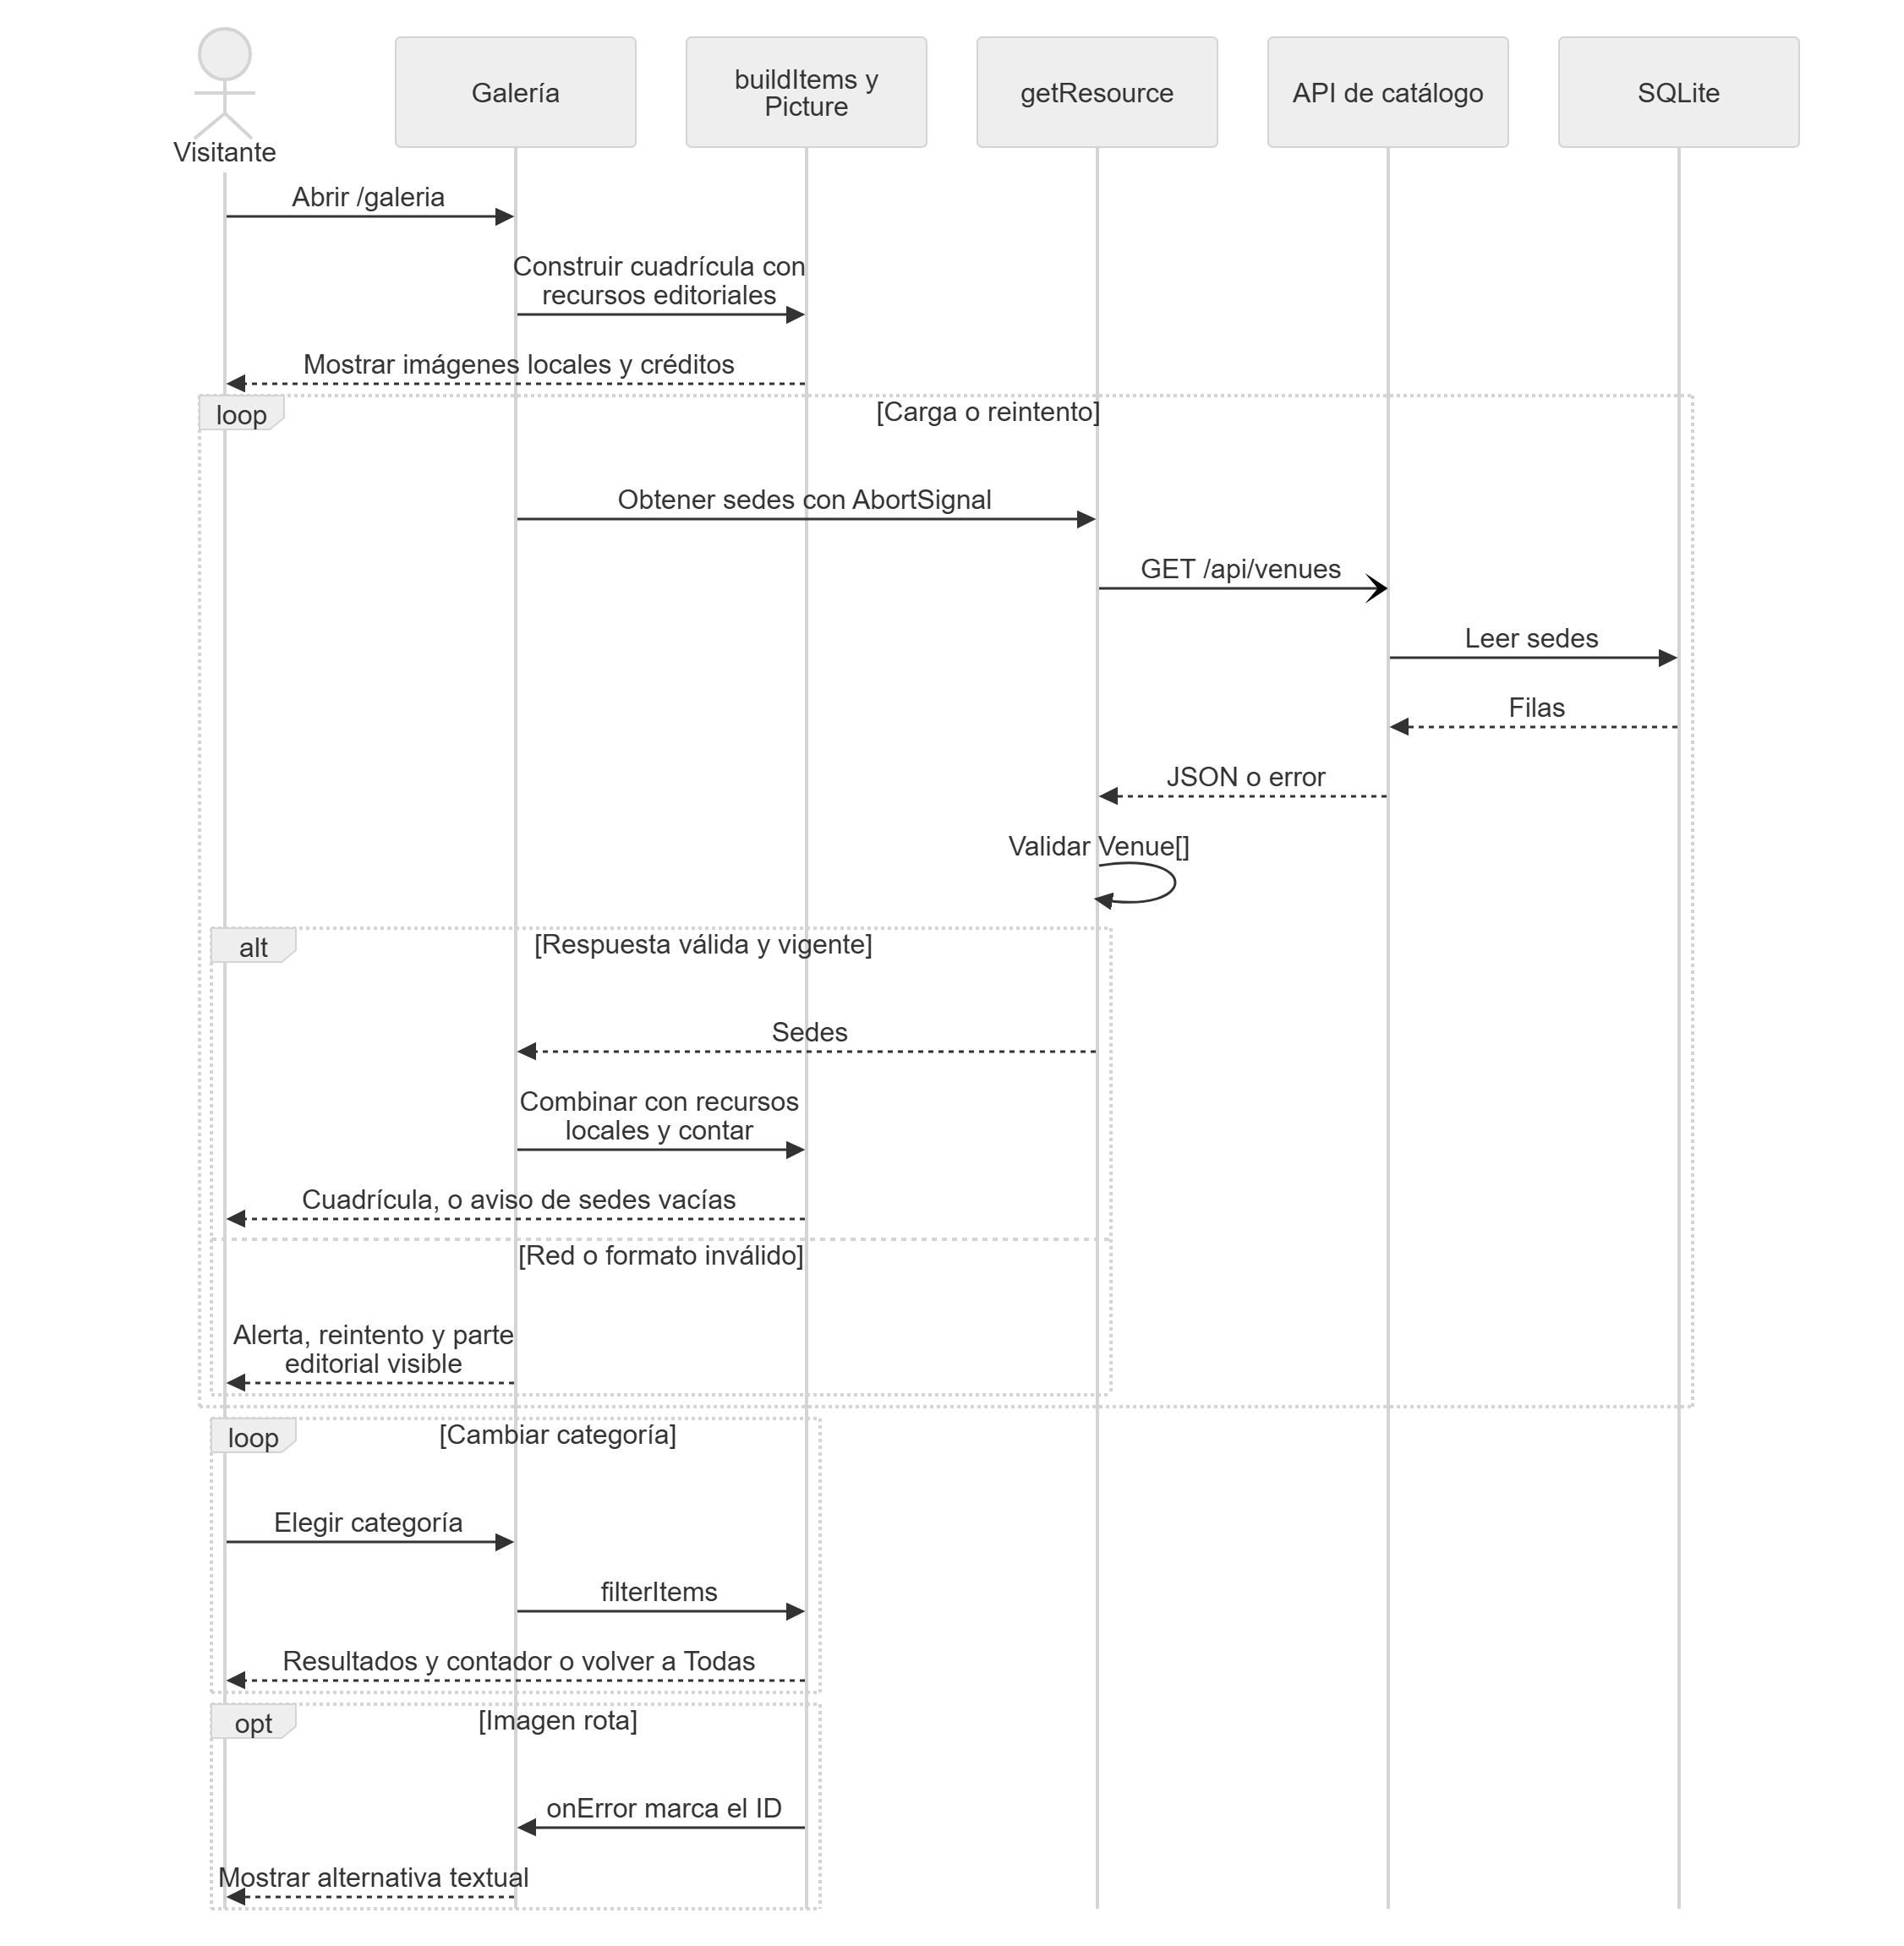 Visitante
Galería
buildItems y
Picture
getResource
API de catálogo
SQLite
Abrir /galeria
Construir cuadrícula con
recursos editoriales
Mostrar imágenes locales y créditos
loop
[Carga o reintento]
Obtener sedes con AbortSignal
GET /api/venues
Leer sedes
Filas
JSON o error
Validar Venue[]
alt
[Respuesta válida y vigente]
Sedes
Combinar con recursos
locales y contar
Cuadrícula, o aviso de sedes vacías
[Red o formato inválido]
Alerta, reintento y parte
editorial visible
loop
[Cambiar categoría]
Elegir categoría
filterItems
Resultados y contador o volver a Todas
opt
[Imagen rota]
onError marca el ID
Mostrar alternativa textual